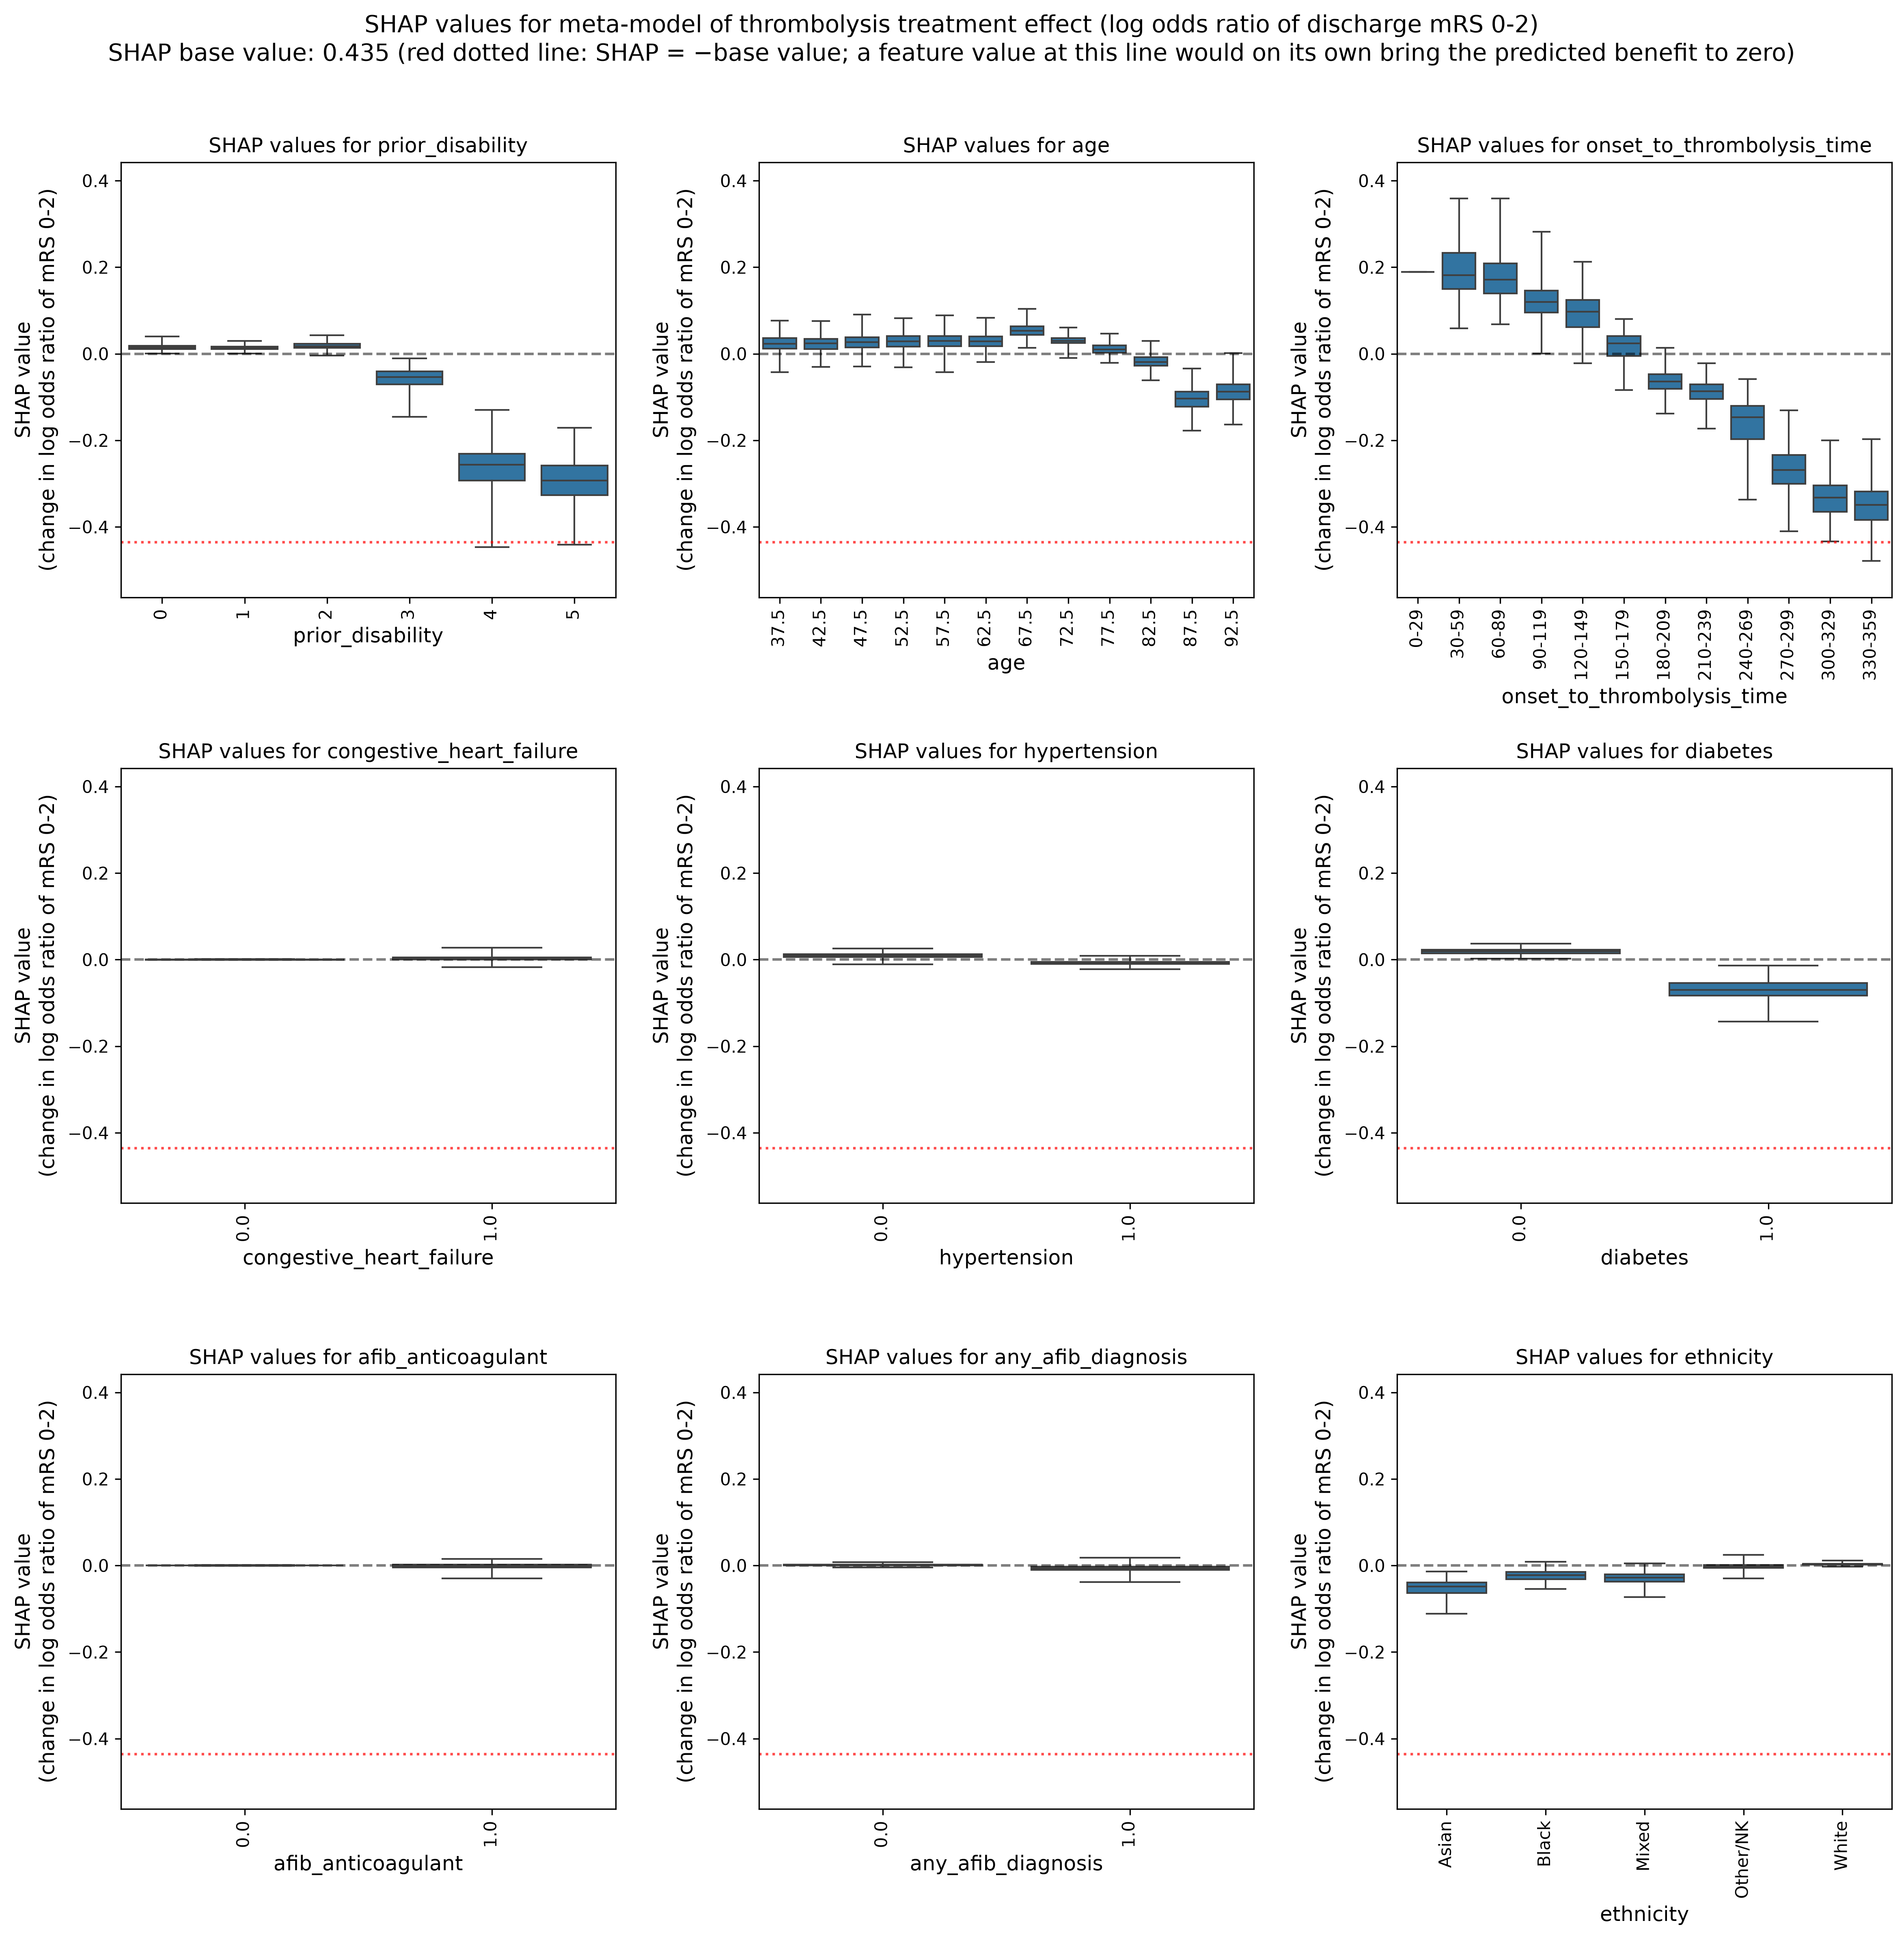 SHAP values for meta-model of thrombolysis treatment effect (log odds ratio of discharge mRS 0-2)
SHAP base value: 0.435 (red dotted line: SHAP = −base value; a feature value at this line would on its own bring the predicted benefit to zero)
SHAP values for prior_disability
SHAP value
(change in log odds ratio of mRS 0-2)
0.4
0.2
0.0
−0.2
−0.4
0
1
2
3
4
5
prior_disability
SHAP values for age
SHAP value
(change in log odds ratio of mRS 0-2)
0.4
0.2
0.0
−0.2
−0.4
37.5
42.5
47.5
52.5
57.5
62.5
67.5
72.5
77.5
82.5
87.5
92.5
age
SHAP values for onset_to_thrombolysis_time
SHAP value
(change in log odds ratio of mRS 0-2)
0.4
0.2
0.0
−0.2
−0.4
0-29
30-59
60-89
90-119
120-149
150-179
180-209
210-239
240-269
270-299
300-329
330-359
onset_to_thrombolysis_time
SHAP values for congestive_heart_failure
SHAP value
(change in log odds ratio of mRS 0-2)
0.4
0.2
0.0
−0.2
−0.4
0.0
1.0
congestive_heart_failure
SHAP values for hypertension
SHAP value
(change in log odds ratio of mRS 0-2)
0.4
0.2
0.0
−0.2
−0.4
0.0
1.0
hypertension
SHAP values for diabetes
SHAP value
(change in log odds ratio of mRS 0-2)
0.4
0.2
0.0
−0.2
−0.4
0.0
1.0
diabetes
SHAP values for afib_anticoagulant
SHAP value
(change in log odds ratio of mRS 0-2)
0.4
0.2
0.0
−0.2
−0.4
0.0
1.0
afib_anticoagulant
SHAP values for any_afib_diagnosis
SHAP value
(change in log odds ratio of mRS 0-2)
0.4
0.2
0.0
−0.2
−0.4
0.0
1.0
any_afib_diagnosis
SHAP values for ethnicity
SHAP value
(change in log odds ratio of mRS 0-2)
0.4
0.2
0.0
−0.2
−0.4
Asian
Black
Mixed
Other/NK
White
ethnicity